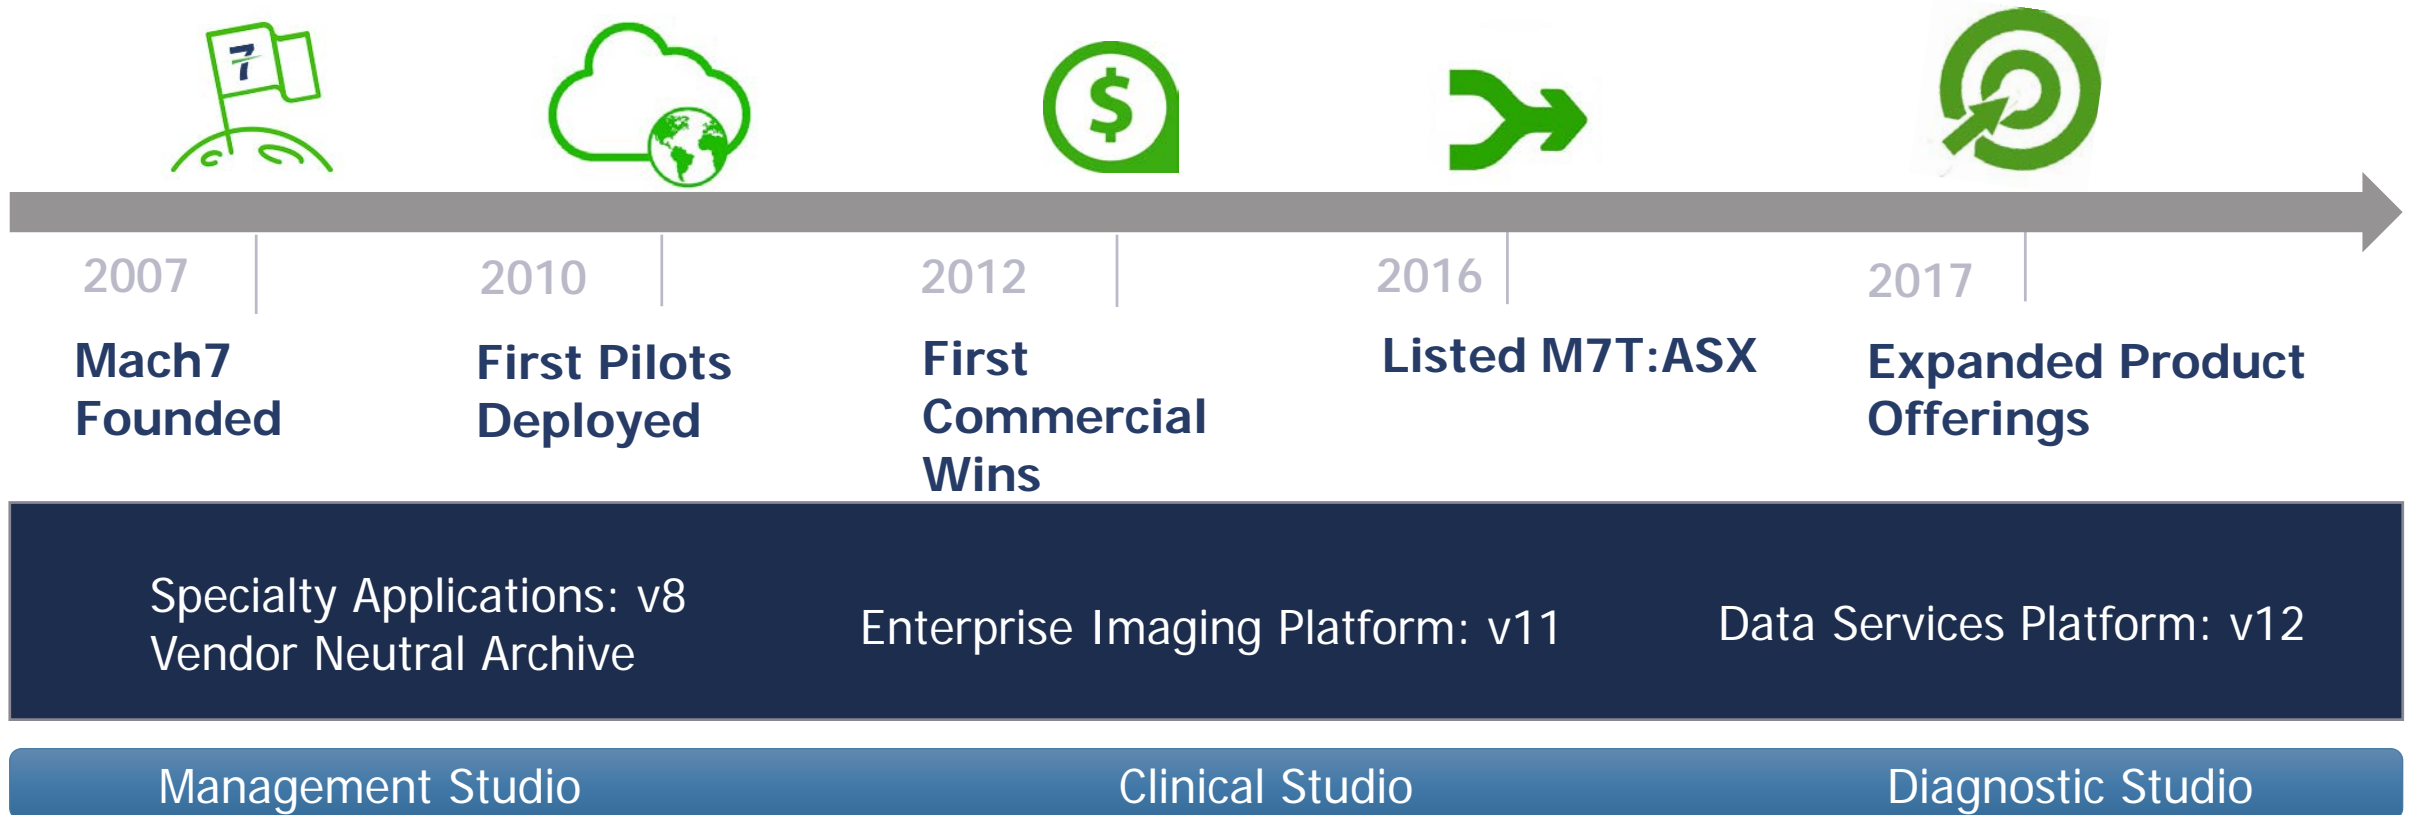 7
$
2007
2010
2012
2016
2017
Mach7
Founded
First Pilots
Deployed
First
Commercial
Wins
Listed M7T:ASX
Expanded Product
Offerings
Specialty Applications: v8
Vendor Neutral Archive
Enterprise Imaging Platform: v11
Data Services Platform: v12
Management Studio
Clinical Studio
Diagnostic Studio